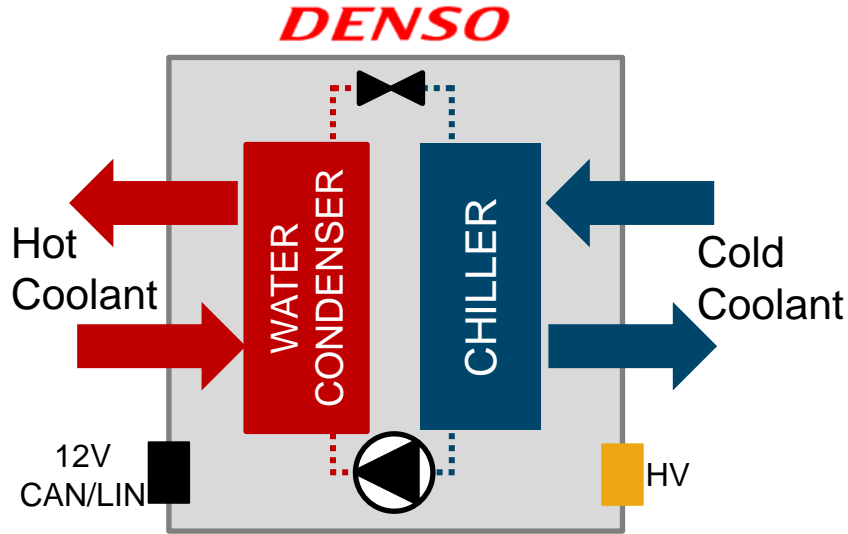 DENSO
Hot
Coolant
WATER
CONDENSER
CHILLER
Cold
Coolant
12V
CAN/LIN
HV